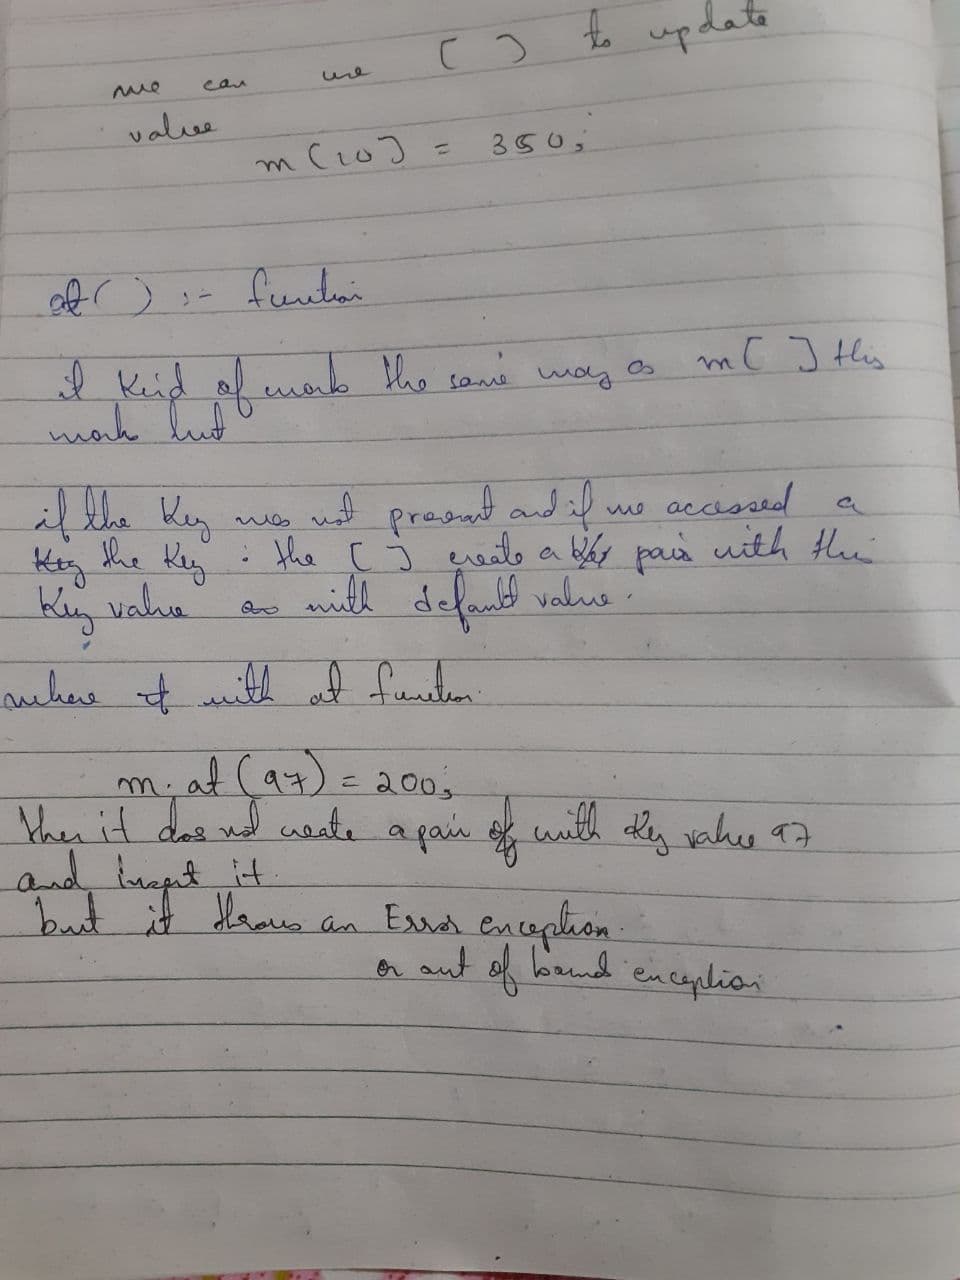 we can use [ ] to update
value
m[10] = 350;
at( ) :- function
it kind of work the same way as m[ ] this
work but
if the key was not present and if we accessed a
key the key : the [ ] create a pair with this
key value as with default value.
where if with at function.
m.at(97) = 200;
then it does not create a pair of with key value 97
and insert it.
but it throws an Error exception.
or out of bound exception